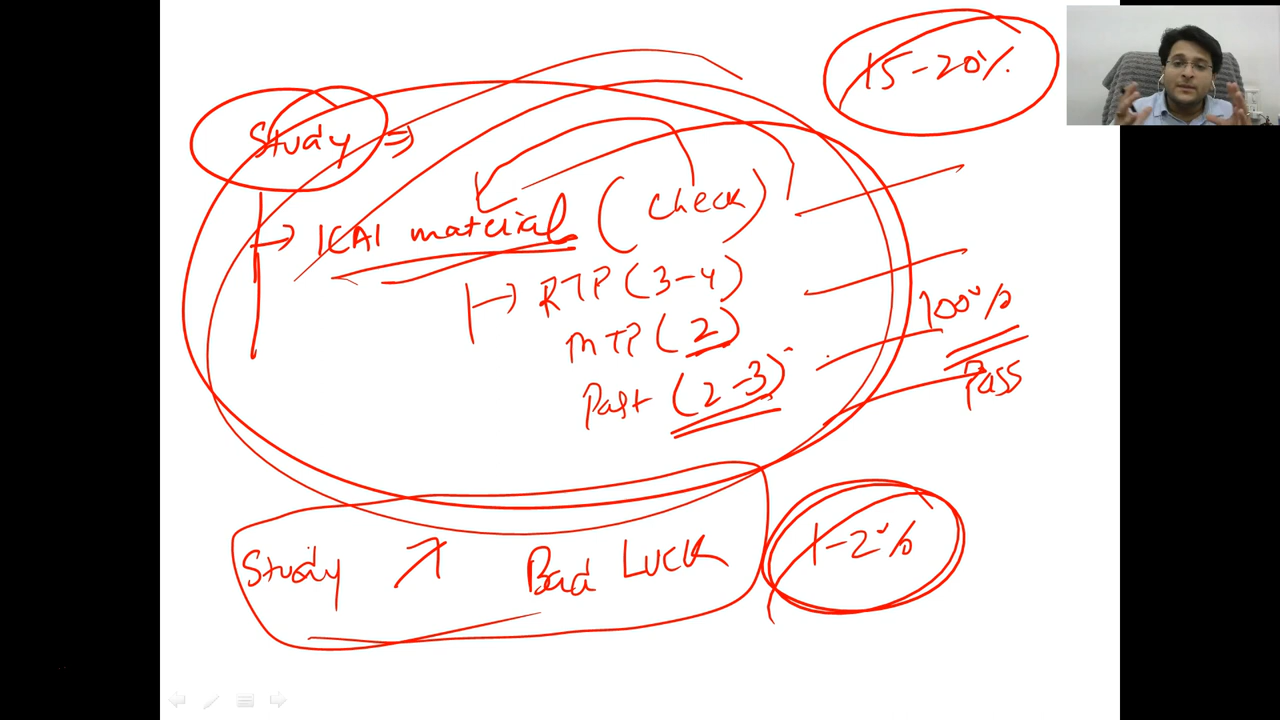 15-20%
Study →
→ ICAI material (Check)
→ RTP (3-4)
MTP (2)
100%
Past (2-3)
Pass
Study ↗ Bad Luck
1-2%